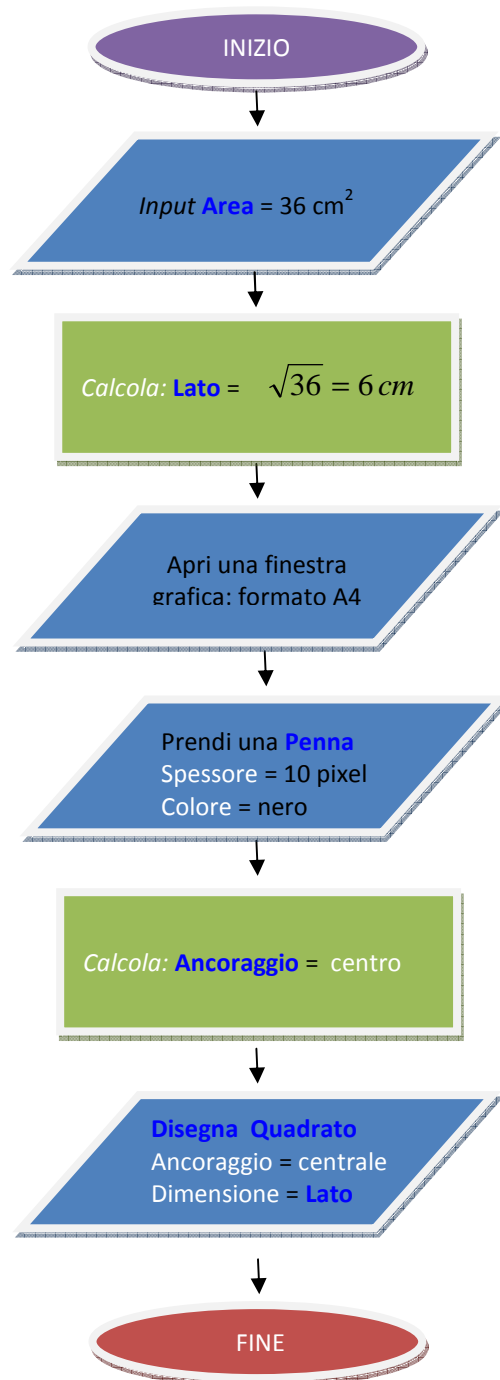 INIZIO
Input Area = 36 cm²
Calcola: Lato = √36 = 6 cm
Apri una finestra
grafica: formato A4
Prendi una Penna
Spessore = 10 pixel
Colore = nero
Calcola: Ancoraggio = centro
Disegna Quadrato
Ancoraggio = centrale
Dimensione = Lato
FINE